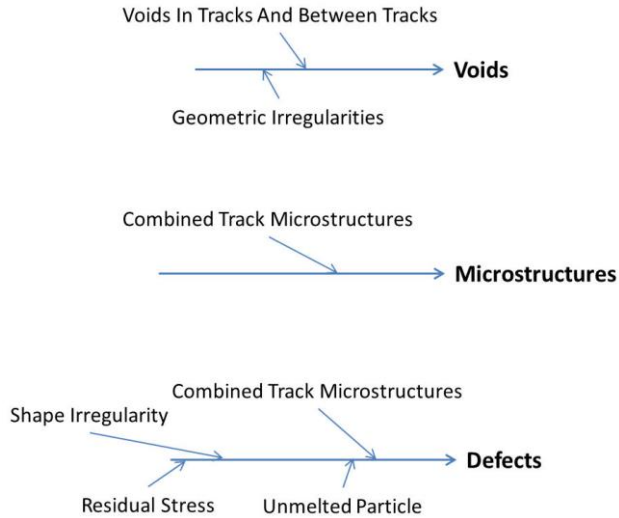 Voids In Tracks And Between Tracks
Voids
Geometric Irregularities
Combined Track Microstructures
Microstructures
Combined Track Microstructures
Shape Irregularity
Defects
Residual Stress
Unmelted Particle